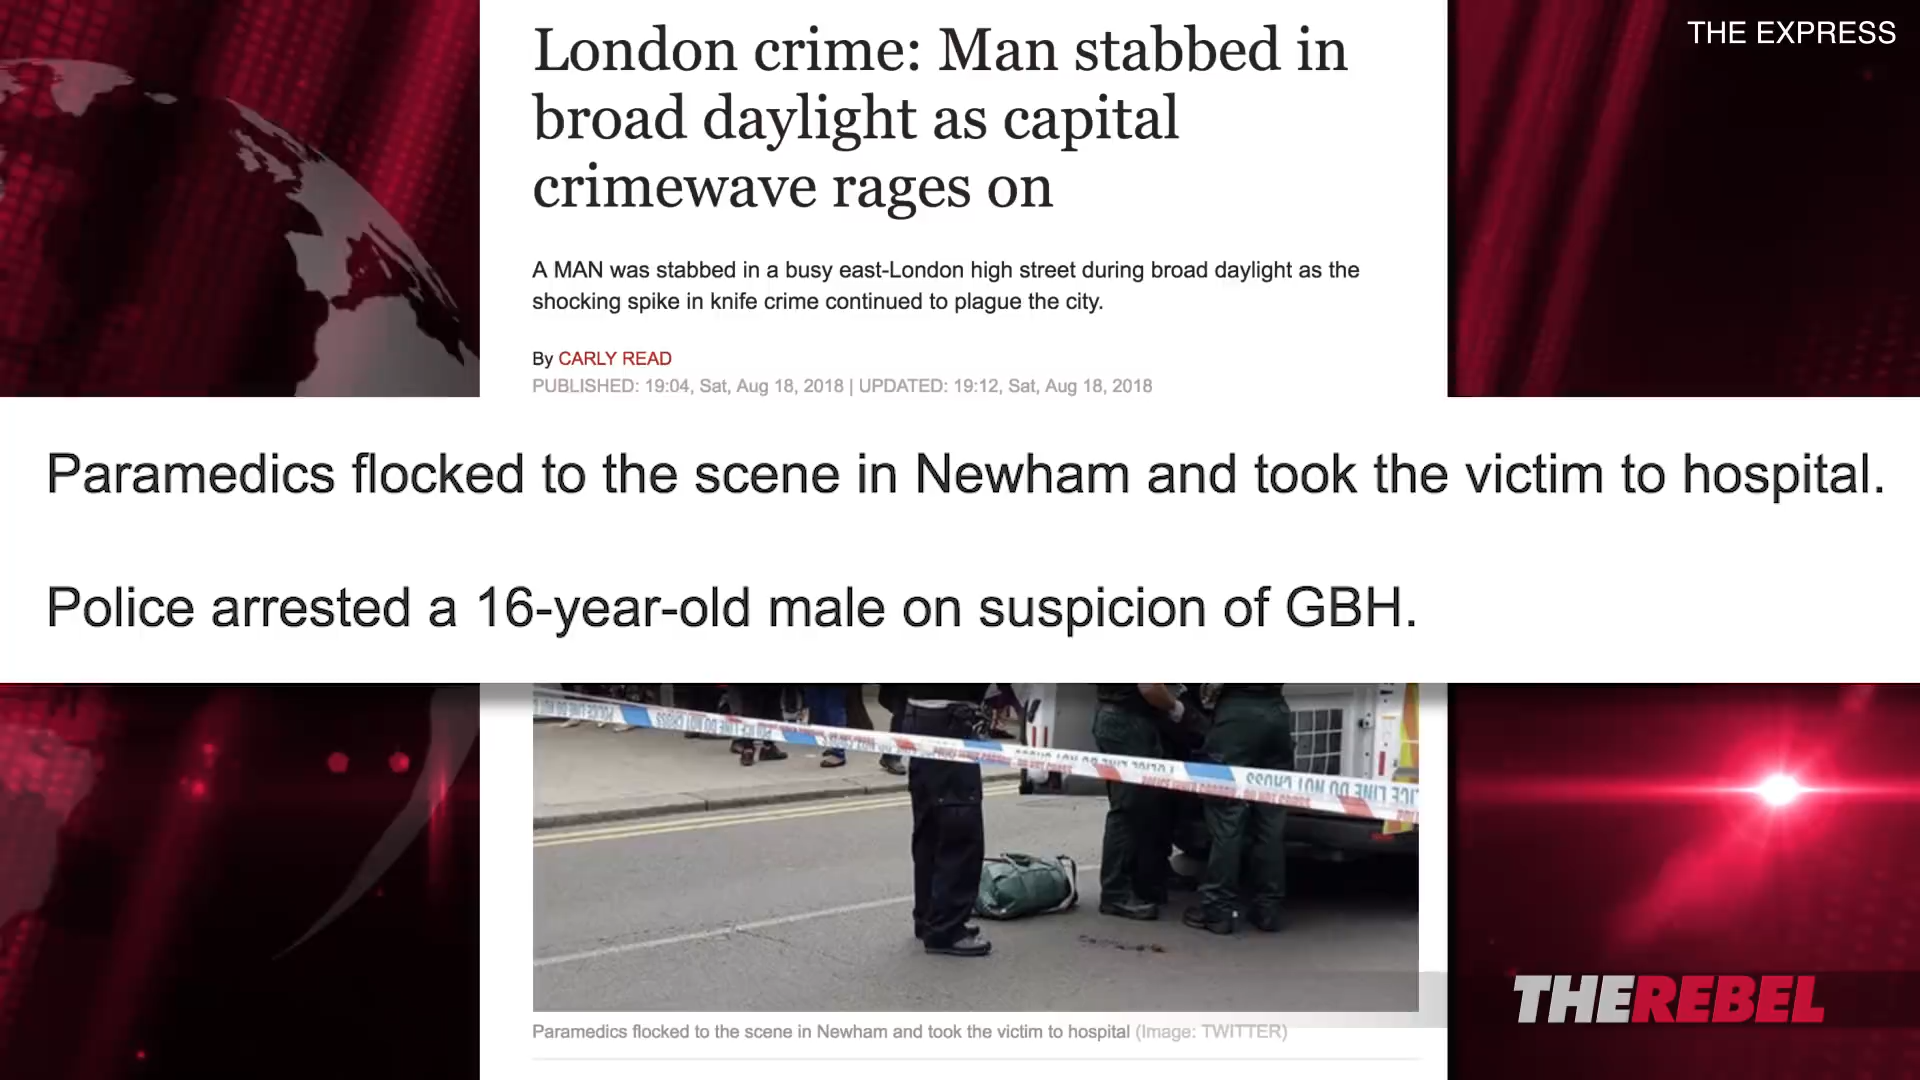 THE EXPRESS
London crime: Man stabbed in
broad daylight as capital
crimewave rages on
A MAN was stabbed in a busy east-London high street during broad daylight as the
shocking spike in knife crime continued to plague the city.
By CARLY READ
PUBLISHED: 19:04, Sat, Aug 18, 2018 | UPDATED: 19:12, Sat, Aug 18, 2018
Paramedics flocked to the scene in Newham and took the victim to hospital.
Police arrested a 16-year-old male on suspicion of GBH.
Paramedics flocked to the scene in Newham and took the victim to hospital (Image: TWITTER)
THEREBEL